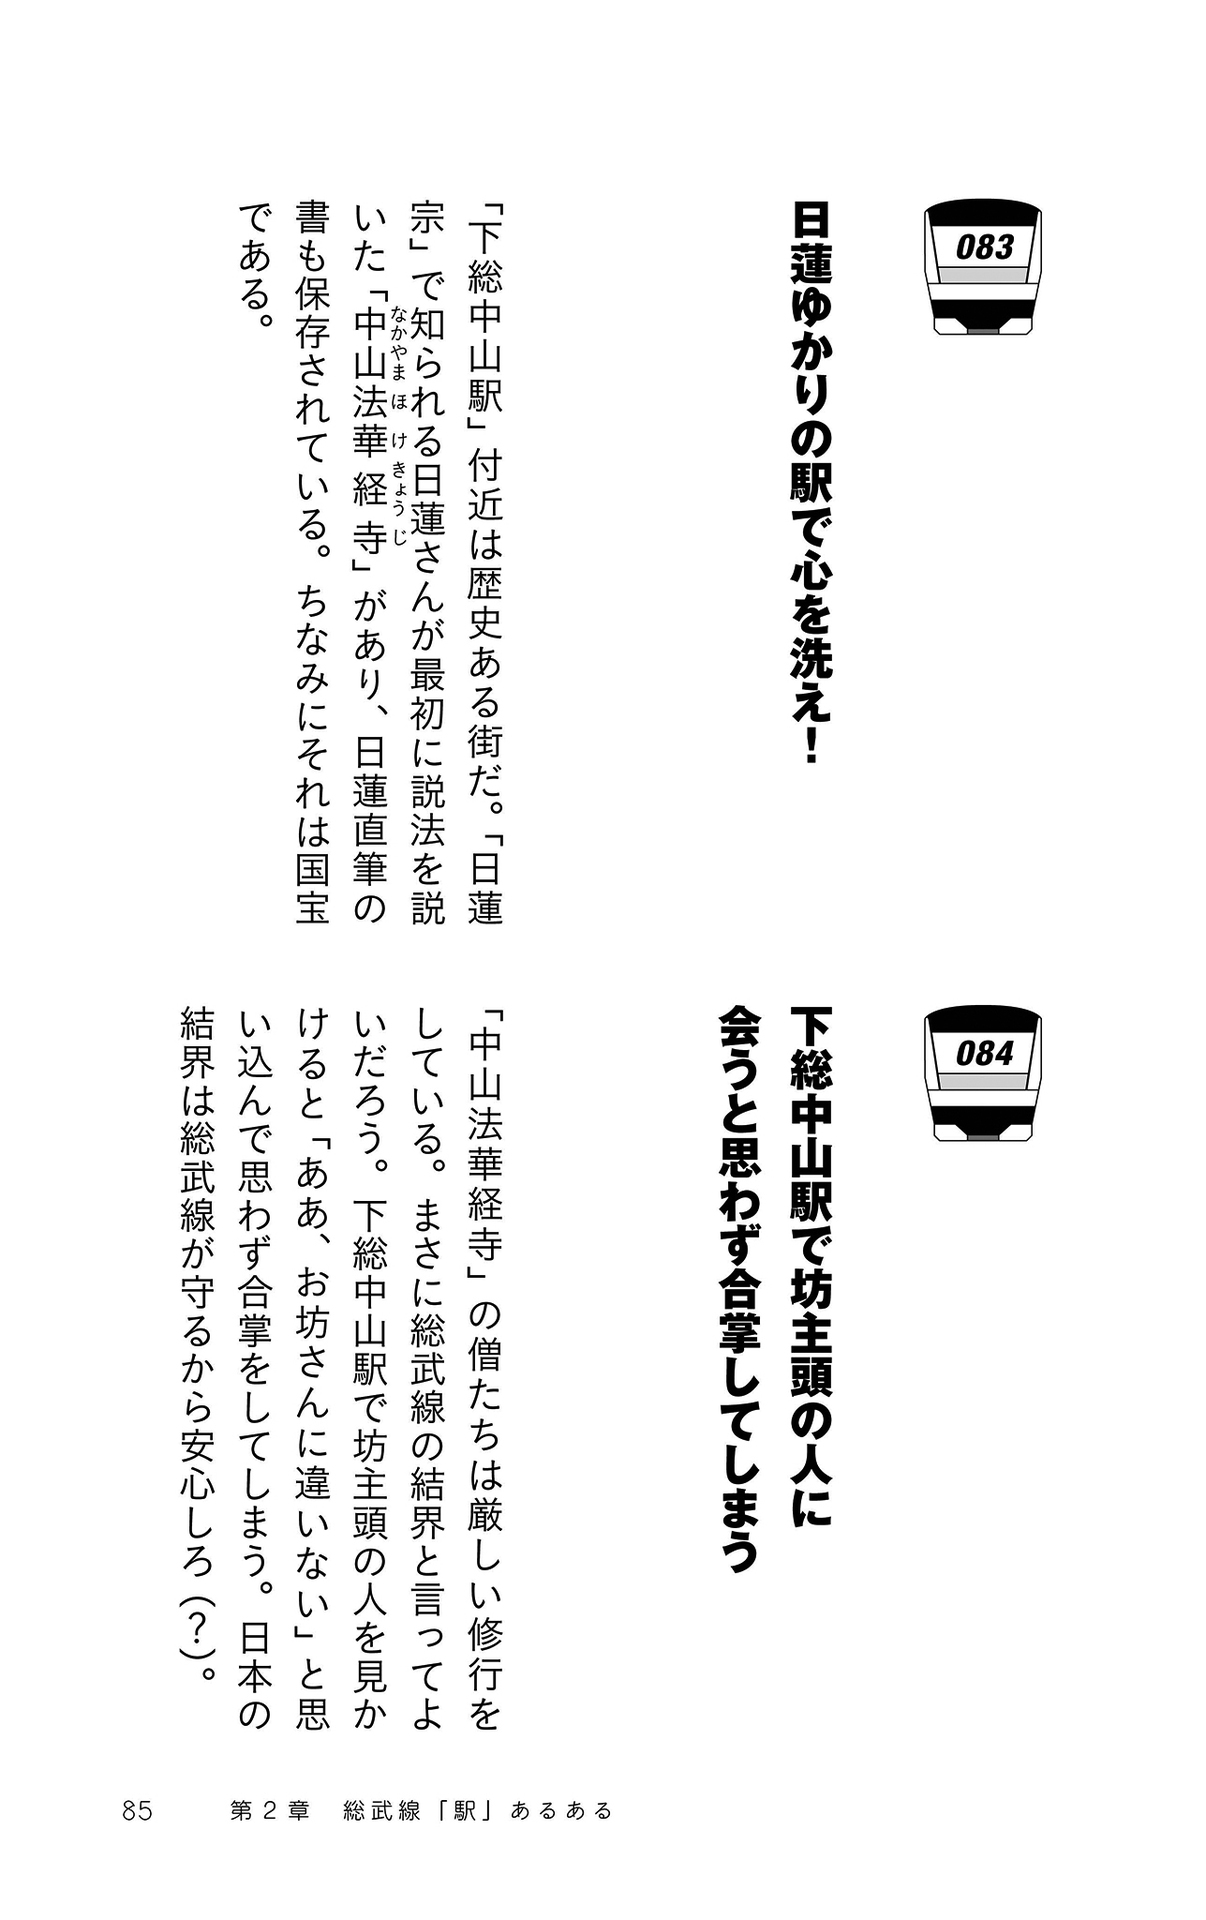 083
日蓮ゆかりの駅で心を洗え！
「下総中山駅」付近は歴史ある街だ。「日蓮
宗」で知られる日蓮さんが最初に説法を説
なかやまほけきょうじ
いた「中山法華経寺」があり、日蓮直筆の
書も保存されている。ちなみにそれは国宝
である。
084
下総中山駅で坊主頭の人に
会うと思わず合掌してしまう
「中山法華経寺」の僧たちは厳しい修行を
している。まさに総武線の結界と言ってよ
いだろう。下総中山駅で坊主頭の人を見か
けると「ああ、お坊さんに違いない」と思
い込んで思わず合掌をしてしまう。日本の
結界は総武線が守るから安心しろ（？）。
85 第2章 総武線「駅」あるある